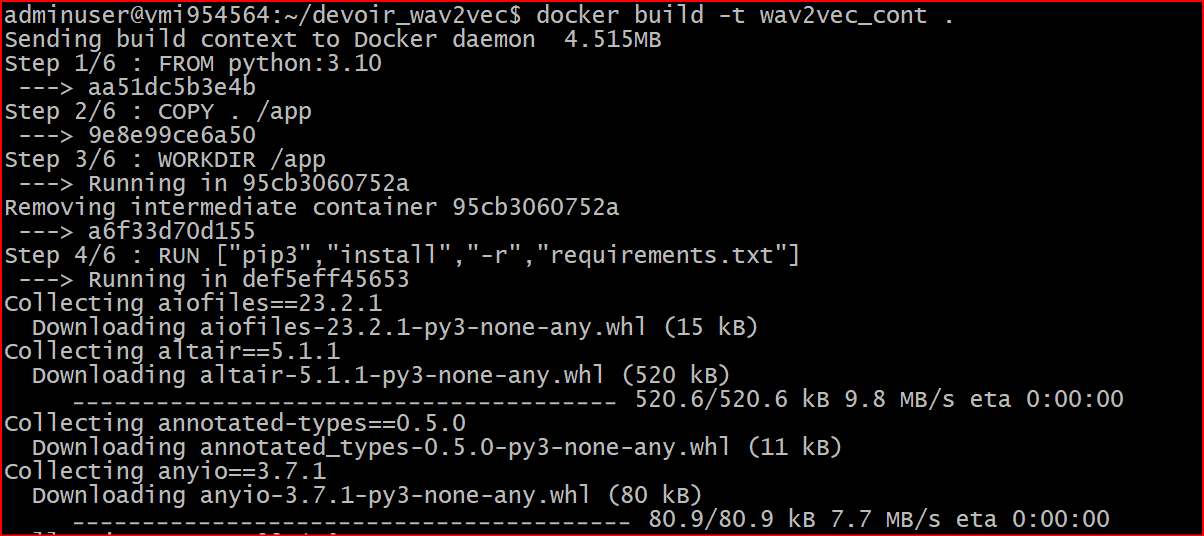 adminuser@vmi954564:~/devoir_wav2vec$ docker build -t wav2vec_cont .
Sending build context to Docker daemon  4.515MB
Step 1/6 : FROM python:3.10
 ---> aa51dc5b3e4b
Step 2/6 : COPY . /app
 ---> 9e8e99ce6a50
Step 3/6 : WORKDIR /app
 ---> Running in 95cb3060752a
Removing intermediate container 95cb3060752a
 ---> a6f33d70d155
Step 4/6 : RUN ["pip3","install","-r","requirements.txt"]
 ---> Running in def5eff45653
Collecting aiofiles==23.2.1
  Downloading aiofiles-23.2.1-py3-none-any.whl (15 kB)
Collecting altair==5.1.1
  Downloading altair-5.1.1-py3-none-any.whl (520 kB)
     --------------------------------------- 520.6/520.6 kB 9.8 MB/s eta 0:00:00
Collecting annotated-types==0.5.0
  Downloading annotated_types-0.5.0-py3-none-any.whl (11 kB)
Collecting anyio==3.7.1
  Downloading anyio-3.7.1-py3-none-any.whl (80 kB)
     ---------------------------------------- 80.9/80.9 kB 7.7 MB/s eta 0:00:00